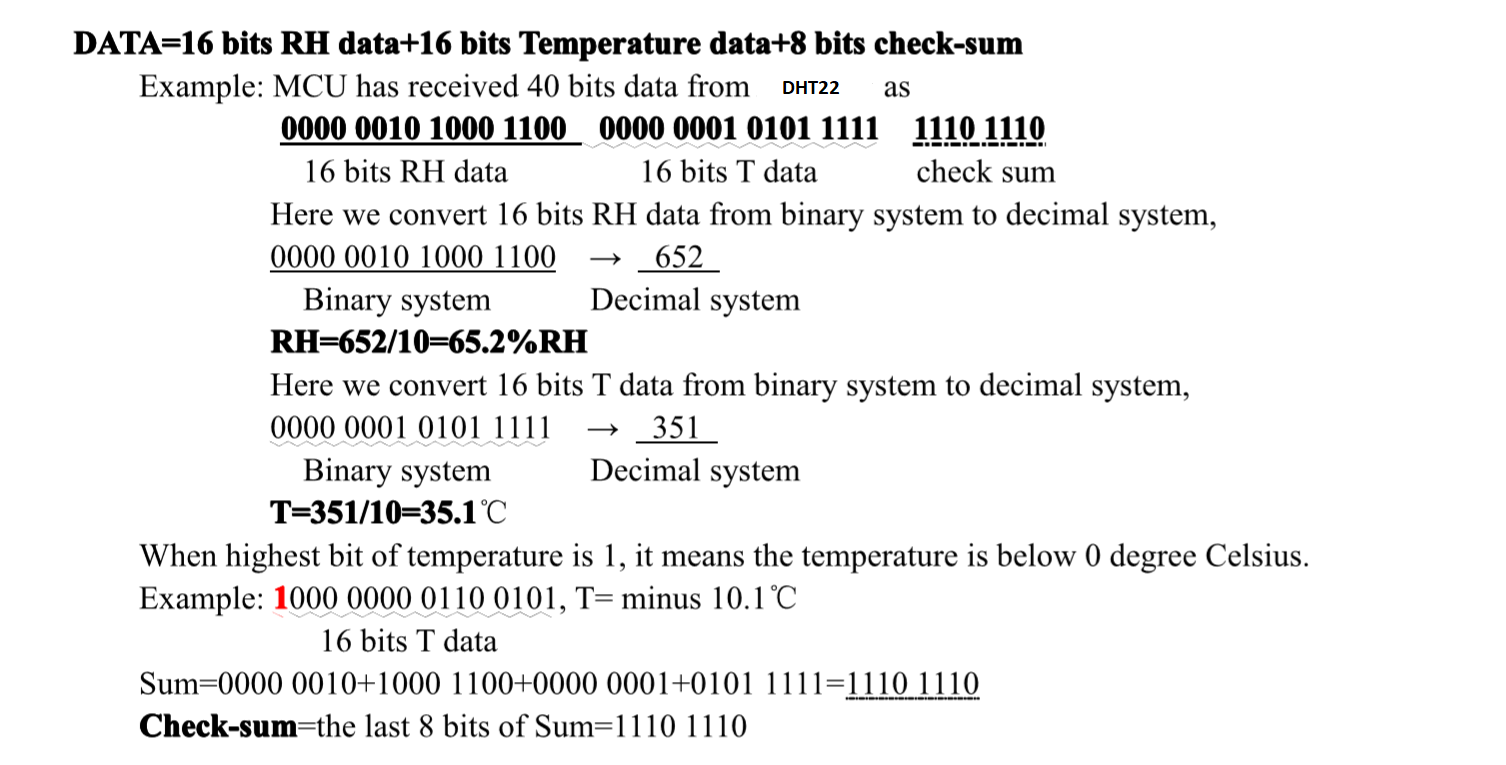 DATA=16 bits RH data+16 bits Temperature data+8 bits check-sum
Example: MCU has received 40 bits data from DHT22 as
0000 0010 1000 1100 0000 0001 0101 1111 1110 1110
16 bits RH data 16 bits T data check sum
Here we convert 16 bits RH data from binary system to decimal system,
0000 0010 1000 1100 → 652
Binary system Decimal system
RH=652/10=65.2%RH
Here we convert 16 bits T data from binary system to decimal system,
0000 0001 0101 1111 → 351
Binary system Decimal system
T=351/10=35.1℃
When highest bit of temperature is 1, it means the temperature is below 0 degree Celsius.
Example: 1000 0000 0110 0101, T= minus 10.1℃
16 bits T data
Sum=0000 0010+1000 1100+0000 0001+0101 1111=1110 1110
Check-sum=the last 8 bits of Sum=1110 1110